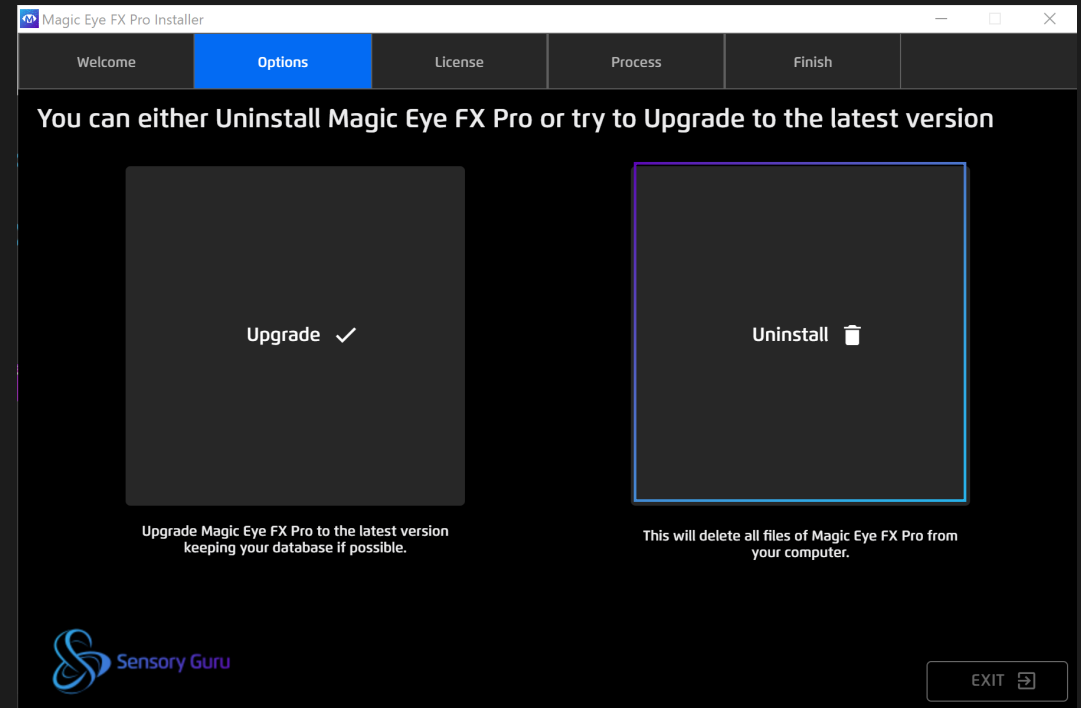 Magic Eye FX Pro Installer
Welcome
Options
License
Process
Finish
You can either Uninstall Magic Eye FX Pro or try to Upgrade to the latest version
Upgrade
Uninstall
Upgrade Magic Eye FX Pro to the latest version
keeping your database if possible.
This will delete all files of Magic Eye FX Pro from
your computer.
Sensory Guru
EXIT